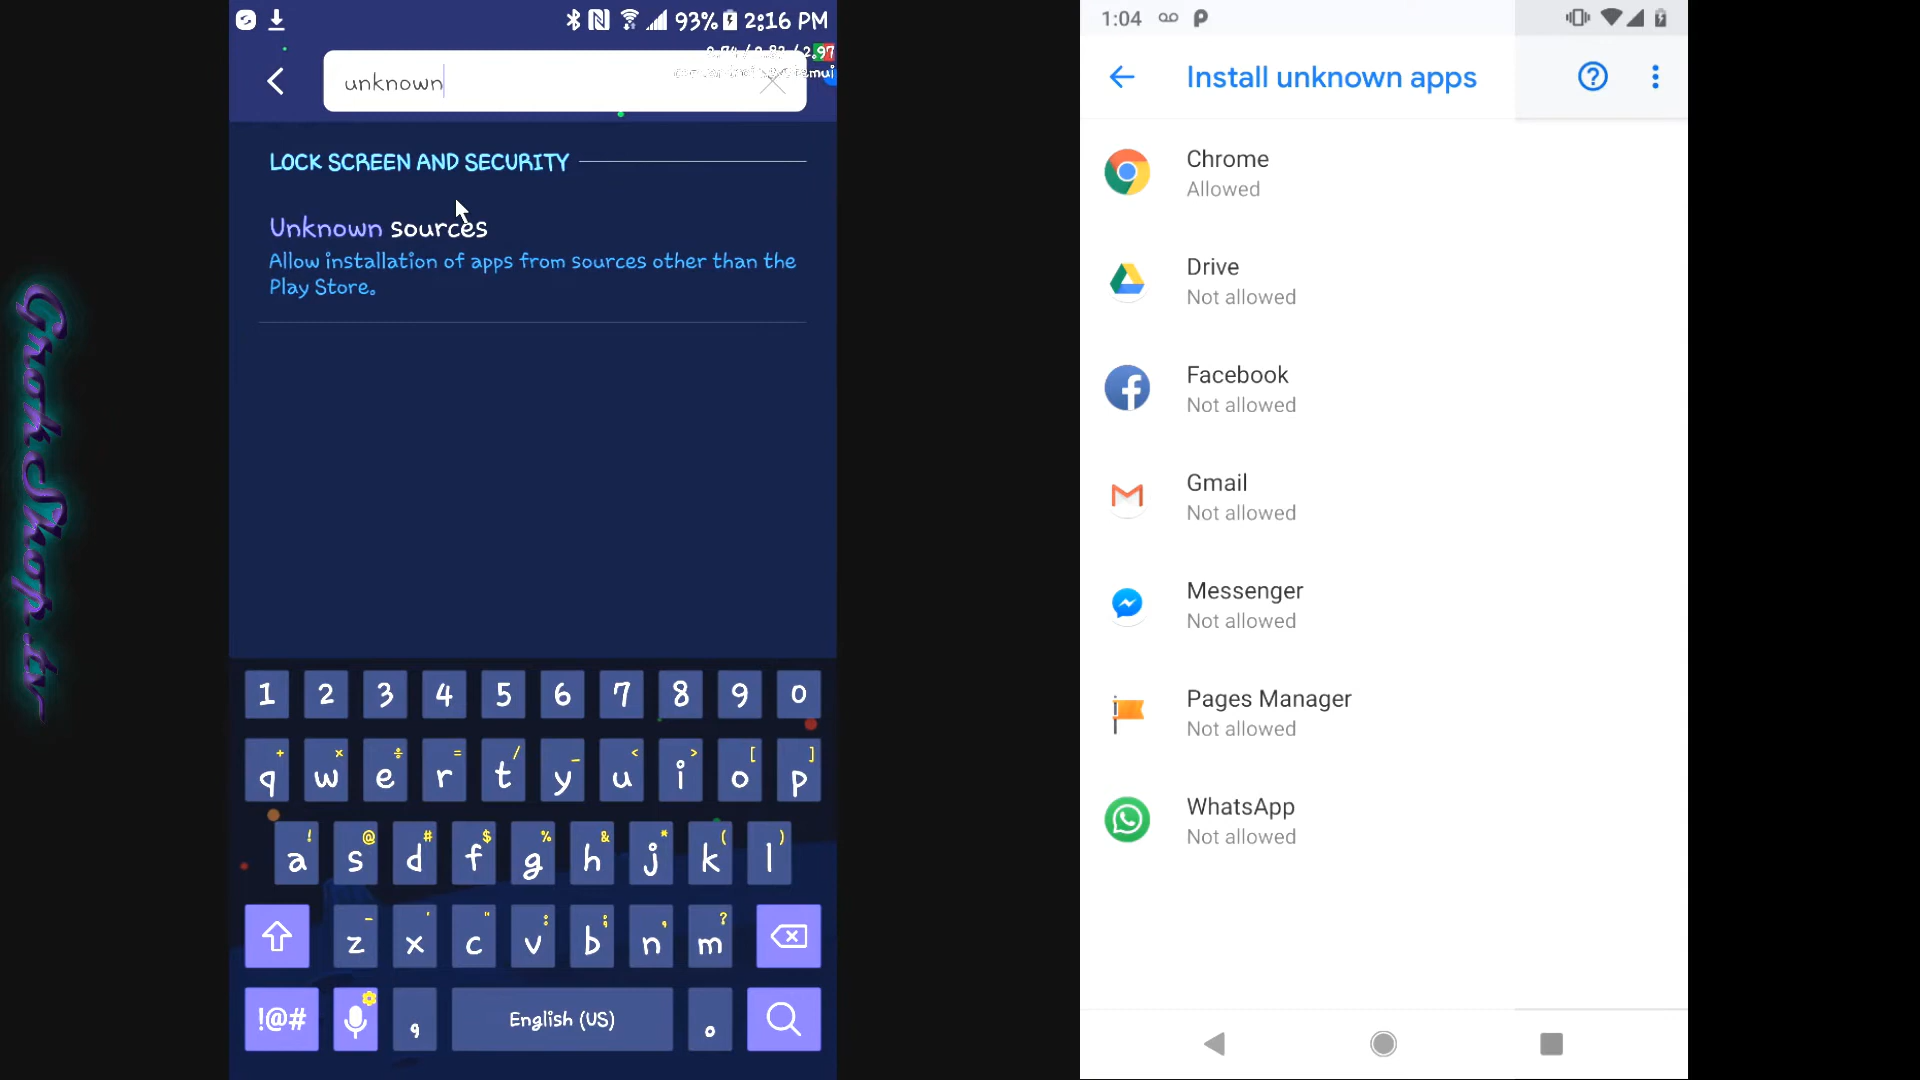 GnokShop.tv
93% 2:16 PM
unknown
LOCK SCREEN AND SECURITY
Unknown sources
Allow installation of apps from sources other than the
Play Store.
1 2 3 4 5 6 7 8 9 0
+ × ÷ = / _ < > [ ]
q w e r t y u i o p
! @ # $ % & * ( )
a s d f g h j k l
- ' " : ; , ?
z x c v b n m
!@# , English (US) .
1:04
Install unknown apps
Chrome
Allowed
Drive
Not allowed
Facebook
Not allowed
Gmail
Not allowed
Messenger
Not allowed
Pages Manager
Not allowed
WhatsApp
Not allowed